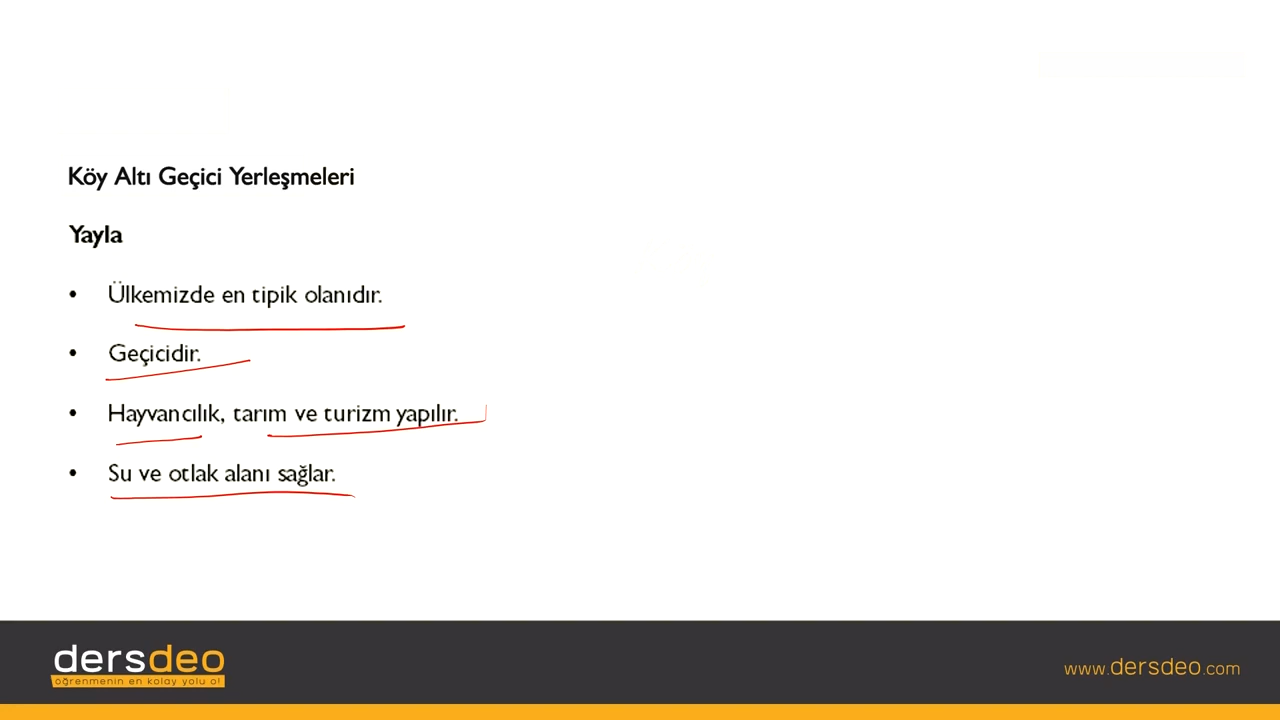 Köy Altı Geçici Yerleşmeleri
Yayla
• Ülkemizde en tipik olanıdır.
• Geçicidir.
• Hayvancılık, tarım ve turizm yapılır.
• Su ve otlak alanı sağlar.
dersdeo
öğrenmenin en kolay yolu o!
www.dersdeo.com